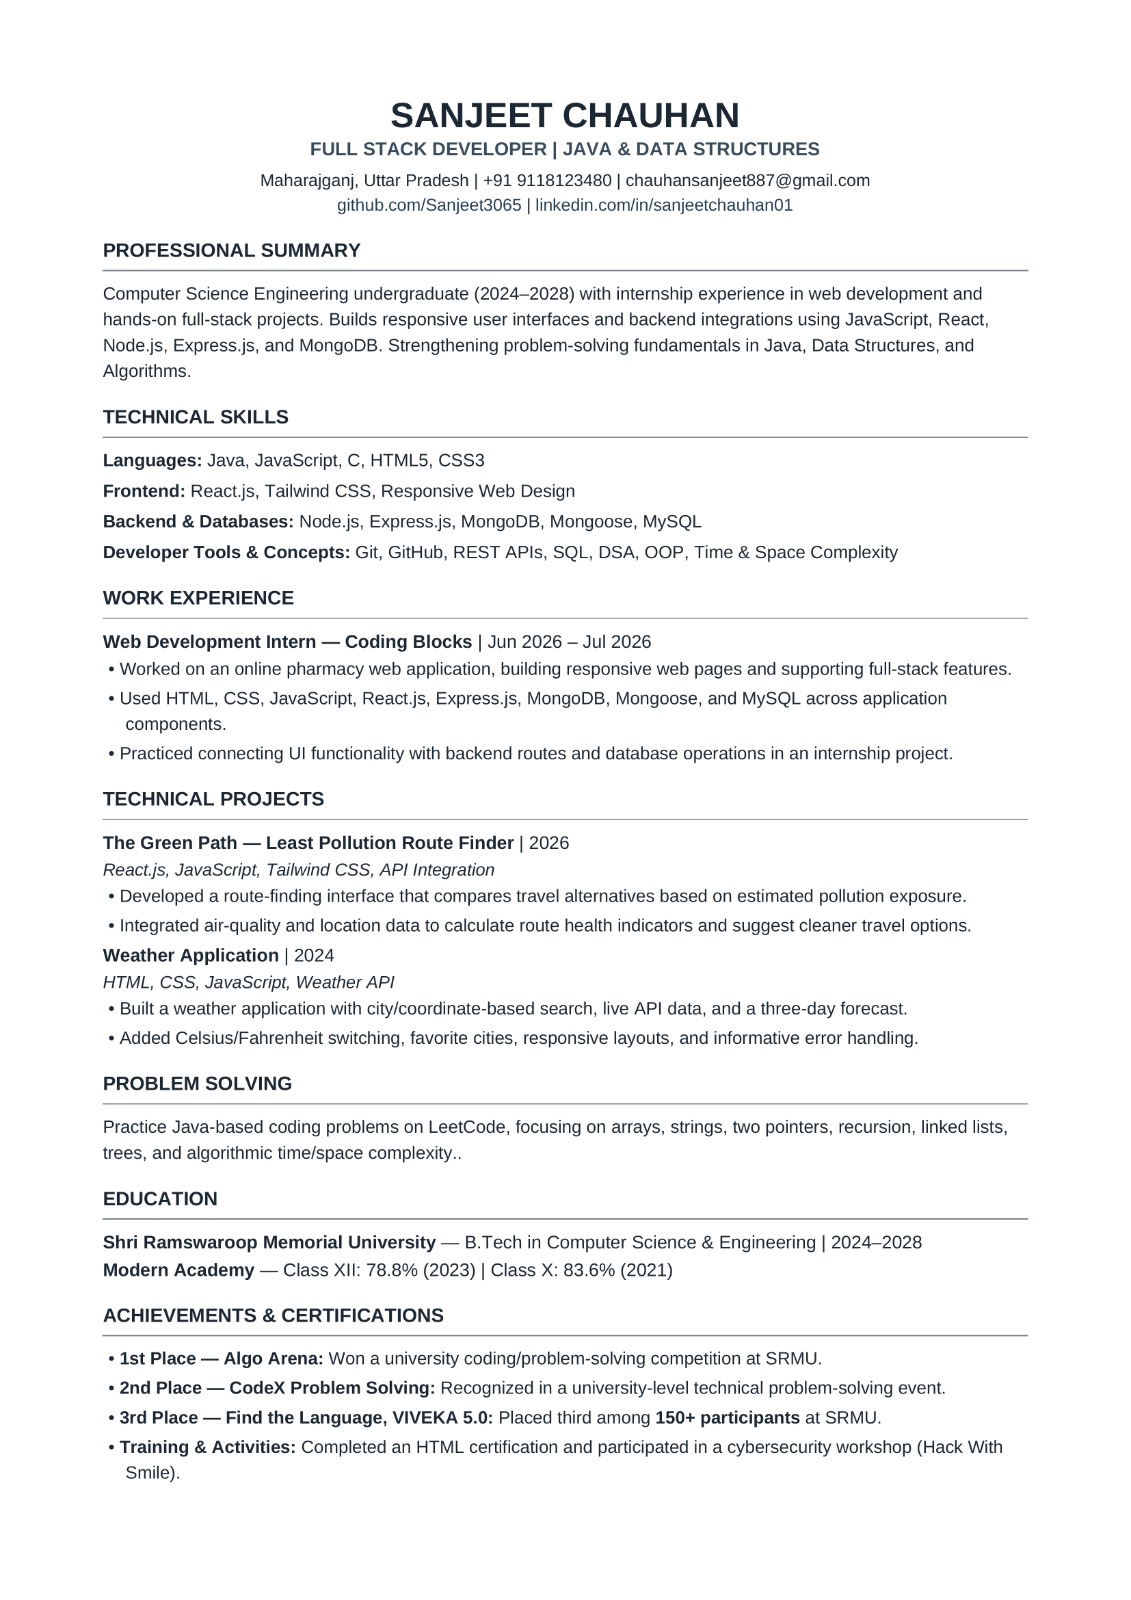 SANJEET CHAUHAN
FULL STACK DEVELOPER | JAVA & DATA STRUCTURES
Maharajganj, Uttar Pradesh | +91 9118123480 | chauhansanjeet887@gmail.com
github.com/Sanjeet3065 | linkedin.com/in/sanjeetchauhan01
PROFESSIONAL SUMMARY
Computer Science Engineering undergraduate (2024–2028) with internship experience in web development and
hands-on full-stack projects. Builds responsive user interfaces and backend integrations using JavaScript, React,
Node.js, Express.js, and MongoDB. Strengthening problem-solving fundamentals in Java, Data Structures, and
Algorithms.
TECHNICAL SKILLS
Languages: Java, JavaScript, C, HTML5, CSS3
Frontend: React.js, Tailwind CSS, Responsive Web Design
Backend & Databases: Node.js, Express.js, MongoDB, Mongoose, MySQL
Developer Tools & Concepts: Git, GitHub, REST APIs, SQL, DSA, OOP, Time & Space Complexity
WORK EXPERIENCE
Web Development Intern — Coding Blocks | Jun 2026 – Jul 2026
• Worked on an online pharmacy web application, building responsive web pages and supporting full-stack features.
• Used HTML, CSS, JavaScript, React.js, Express.js, MongoDB, Mongoose, and MySQL across application
components.
• Practiced connecting UI functionality with backend routes and database operations in an internship project.
TECHNICAL PROJECTS
The Green Path — Least Pollution Route Finder | 2026
React.js, JavaScript, Tailwind CSS, API Integration
• Developed a route-finding interface that compares travel alternatives based on estimated pollution exposure.
• Integrated air-quality and location data to calculate route health indicators and suggest cleaner travel options.
Weather Application | 2024
HTML, CSS, JavaScript, Weather API
• Built a weather application with city/coordinate-based search, live API data, and a three-day forecast.
• Added Celsius/Fahrenheit switching, favorite cities, responsive layouts, and informative error handling.
PROBLEM SOLVING
Practice Java-based coding problems on LeetCode, focusing on arrays, strings, two pointers, recursion, linked lists,
trees, and algorithmic time/space complexity..
EDUCATION
Shri Ramswaroop Memorial University — B.Tech in Computer Science & Engineering | 2024–2028
Modern Academy — Class XII: 78.8% (2023) | Class X: 83.6% (2021)
ACHIEVEMENTS & CERTIFICATIONS
• 1st Place — Algo Arena: Won a university coding/problem-solving competition at SRMU.
• 2nd Place — CodeX Problem Solving: Recognized in a university-level technical problem-solving event.
• 3rd Place — Find the Language, VIVEKA 5.0: Placed third among 150+ participants at SRMU.
• Training & Activities: Completed an HTML certification and participated in a cybersecurity workshop (Hack With
Smile).